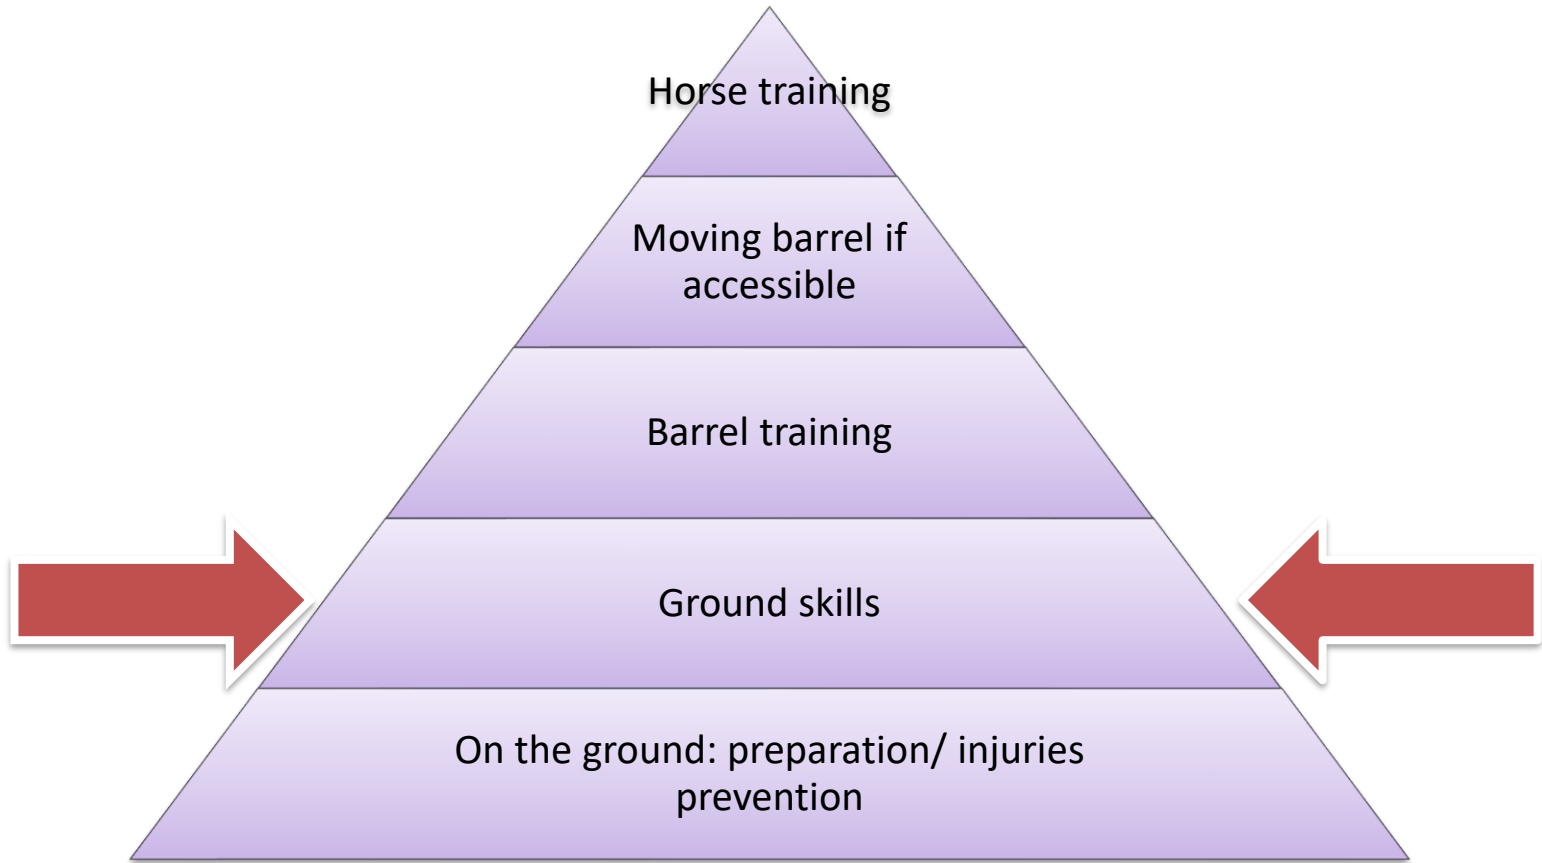 Horse training
Moving barrel if
accessible
Barrel training
Ground skills
On the ground: preparation/ injuries
prevention